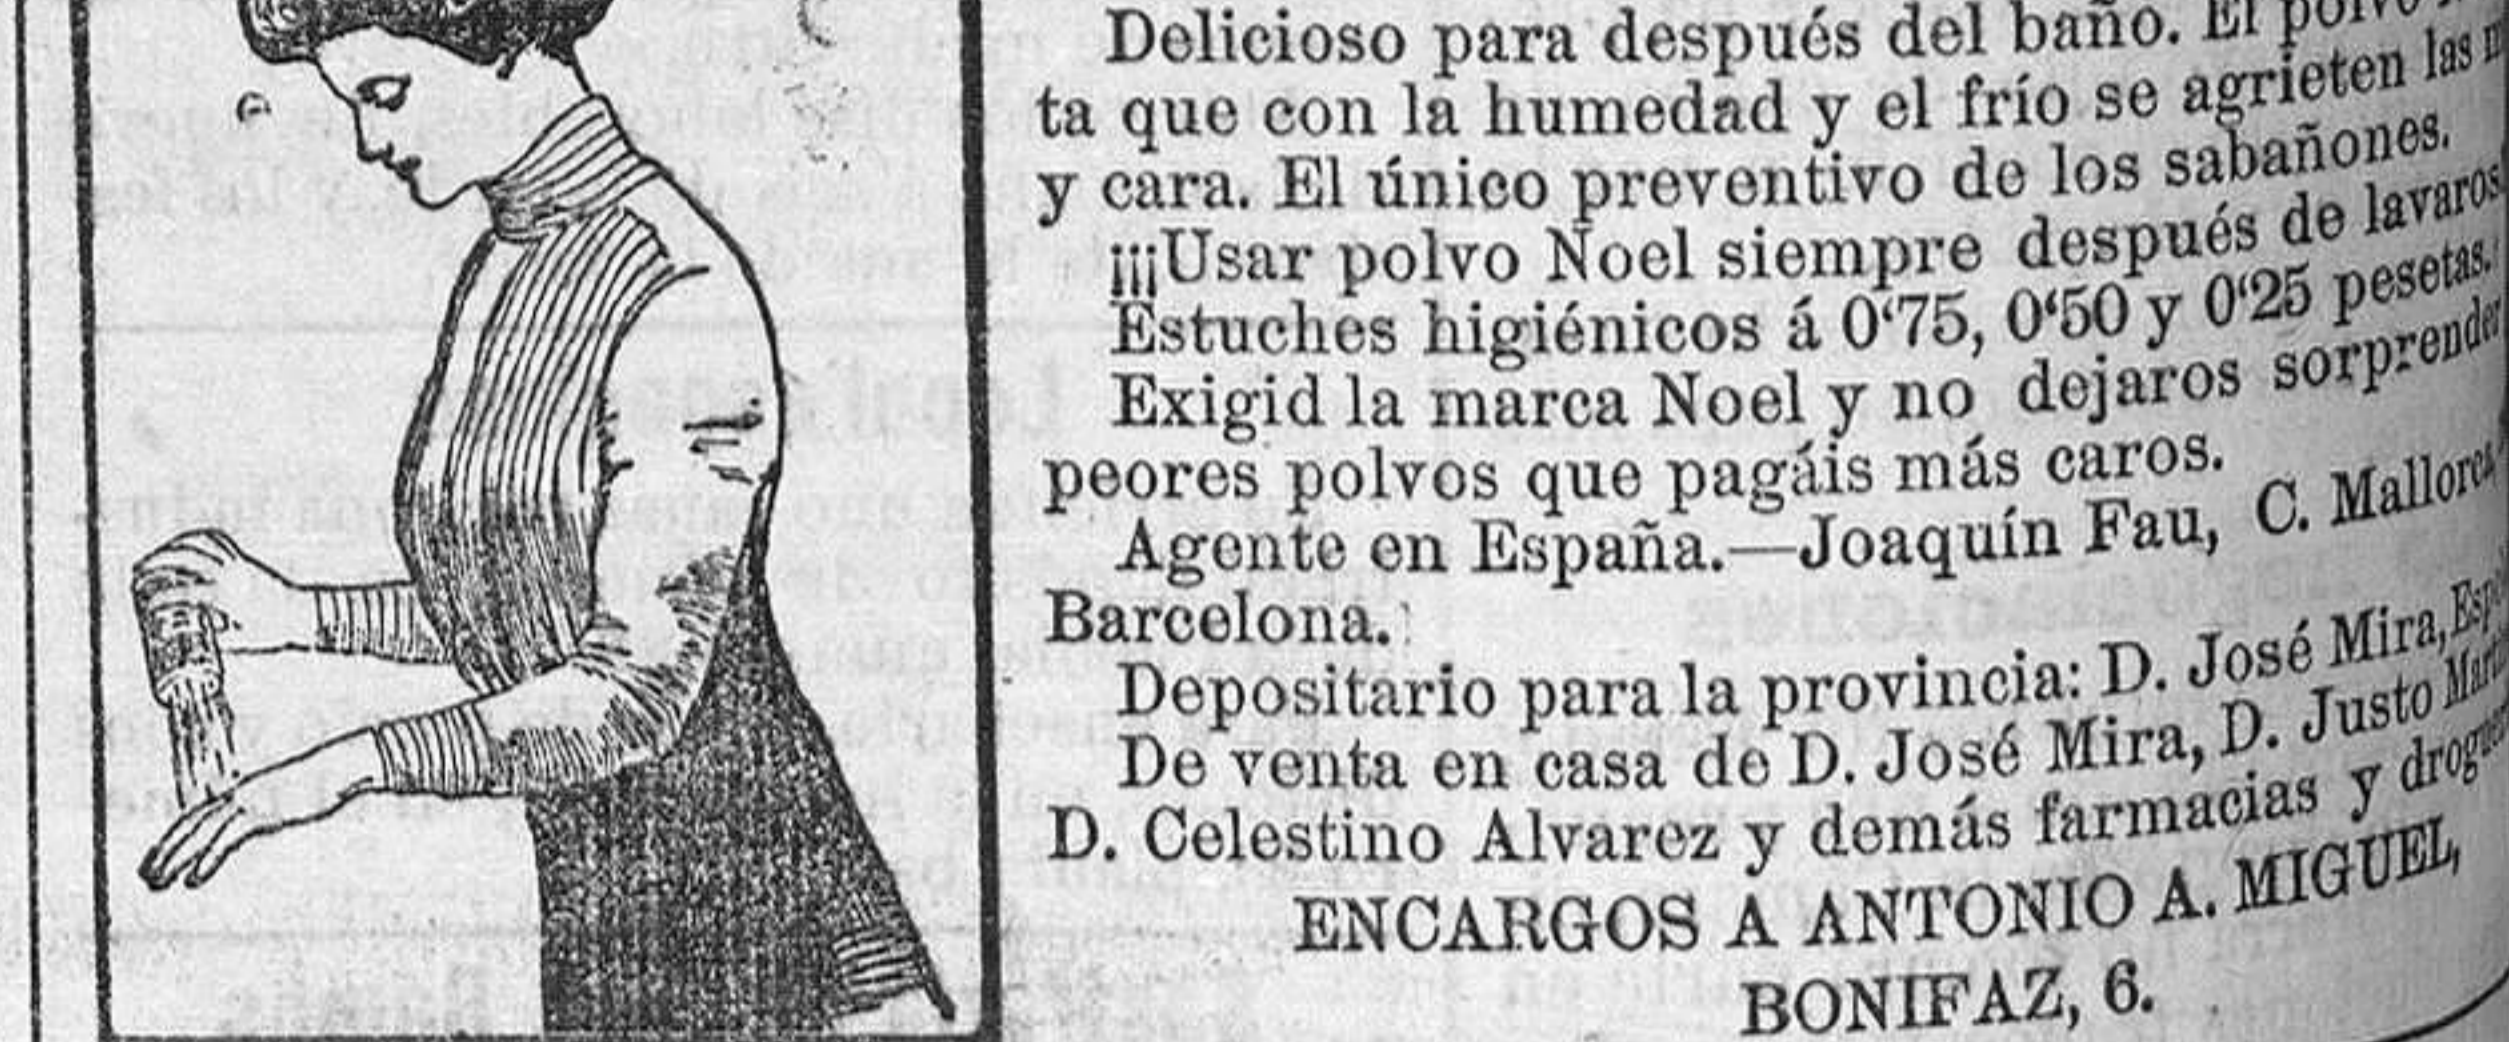 Delicioso para después del baño. El polvo
ta que con la humedad y el frío se agrieten las
y cara. El único preventivo de los sabañones.
¡¡¡Usar polvo Noel siempre después de lavaros
Estuches higiénicos á 0‘75, 0‘50 y 0‘25 pesetas.
Exigid la marca Noel y no dejaros sorprender
peores polvos que pagáis más caros.
Agente en España.—Joaquín Fau, C. Mallorca,
Barcelona.
Depositario para la provincia: D. José Mira,
De venta en casa de D. José Mira, D. Justo
D. Celestino Alvarez y demás farmacias y
ENCARGOS A ANTONIO A. MIGUEL,
BONIFAZ, 6.